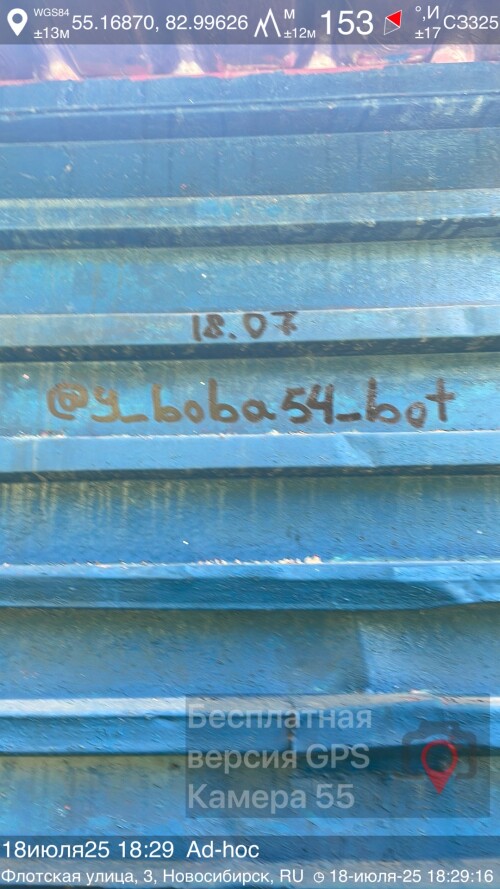 WGS84
±13м
55.16870, 82.99626
М
±12м
153
°,И
±17
СЗ325
18.07
@y_boba54_bot
Бесплатная
версия GPS
Камера 55
18июля25 18:29 Ad-hoc
Флотская улица, 3, Новосибирск, RU 18-июля-25 18:29:16